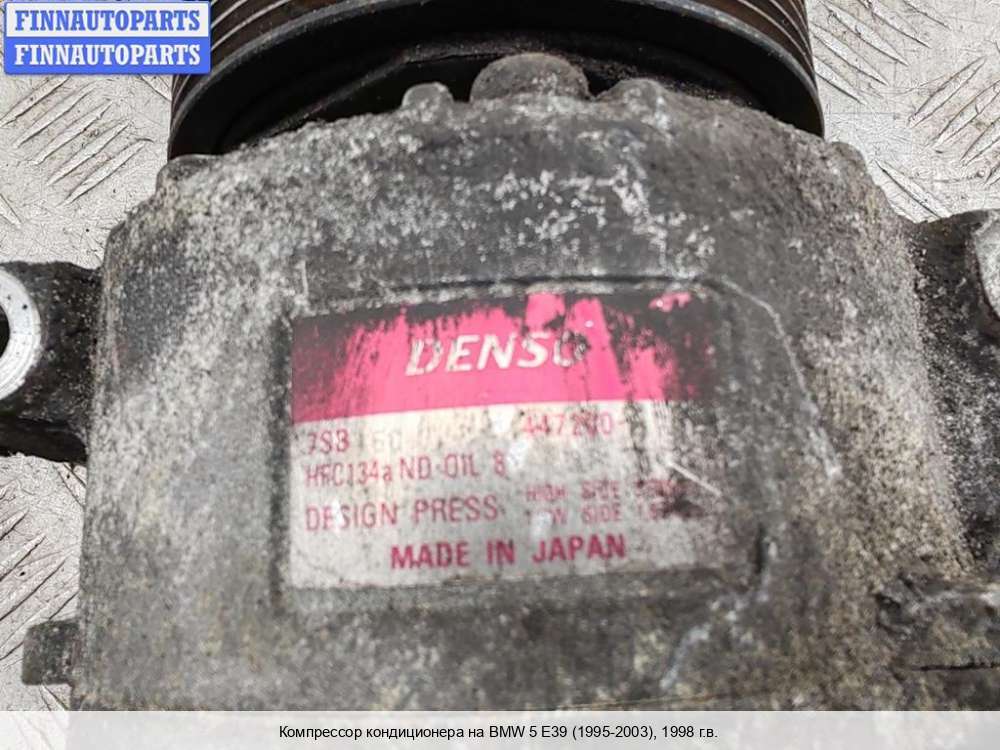 FINNAUTOPARTS
FINNAUTOPARTS
DENSO
447200-
HFC134a ND-OIL 8
DESIGN PRESS. HIGH SIDE
LOW SIDE
MADE IN JAPAN
Компрессор кондиционера на BMW 5 E39 (1995-2003), 1998 г.в.